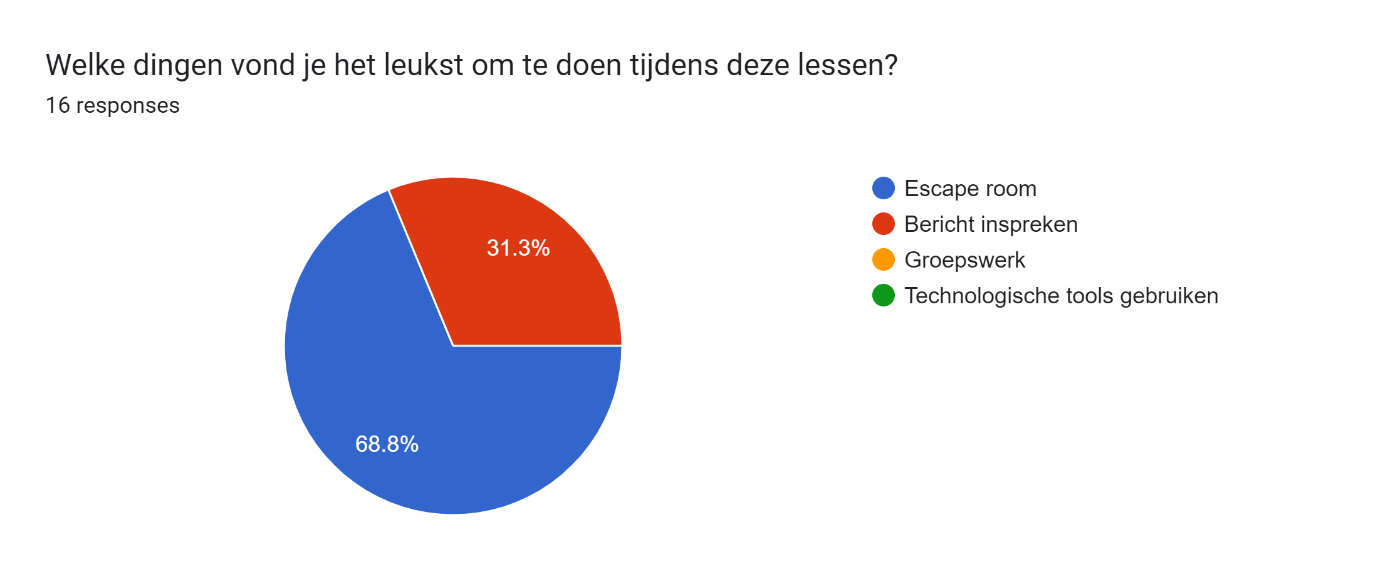 Welke dingen vond je het leukst om te doen tijdens deze lessen?
16 responses
31.3%
68.8%
Escape room
Bericht inspreken
Groepswerk
Technologische tools gebruiken